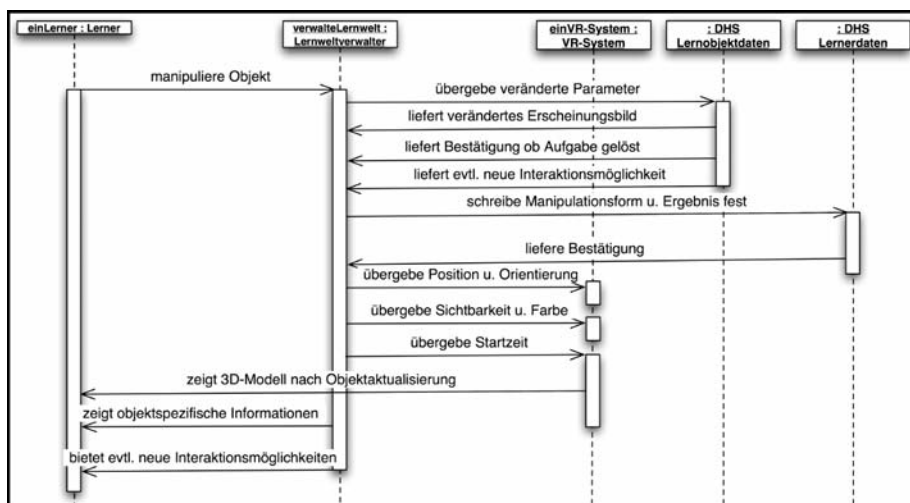 einLerner : Lerner
verwalteLernwelt :
Lernweltverwalter
einVR-System :
VR-System
: DHS
Lernobjektdaten
: DHS
Lernerdaten
manipuliere Objekt
übergebe veränderte Parameter
liefert verändertes Erscheinungsbild
liefert Bestätigung ob Aufgabe gelöst
liefert evtl. neue Interaktionsmöglichkeit
schreibe Manipulationsform u. Ergebnis fest
liefere Bestätigung
übergebe Position u. Orientierung
übergebe Sichtbarkeit u. Farbe
übergebe Startzeit
zeigt 3D-Modell nach Objektaktualisierung
zeigt objektspezifische Informationen
bietet evtl. neue Interaktionsmöglichkeiten